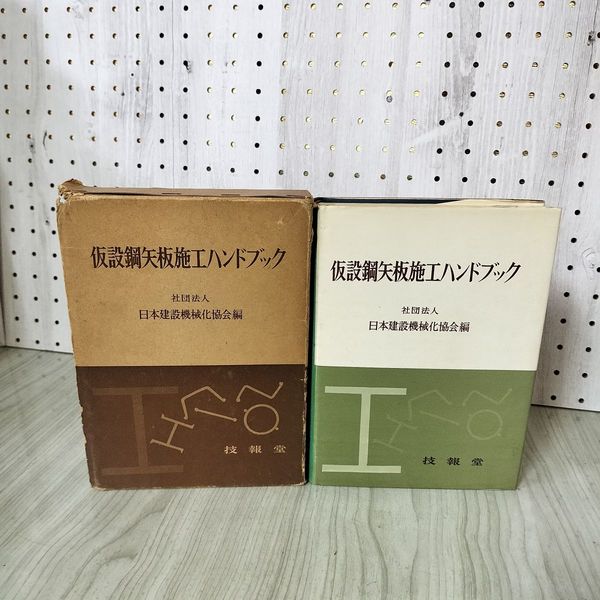 仮設鋼矢板施工ハンドブック
社団法人
日本建設機械化協会編
技報堂
仮設鋼矢板施工ハンドブック
社団法人
日本建設機械化協会編
技報堂